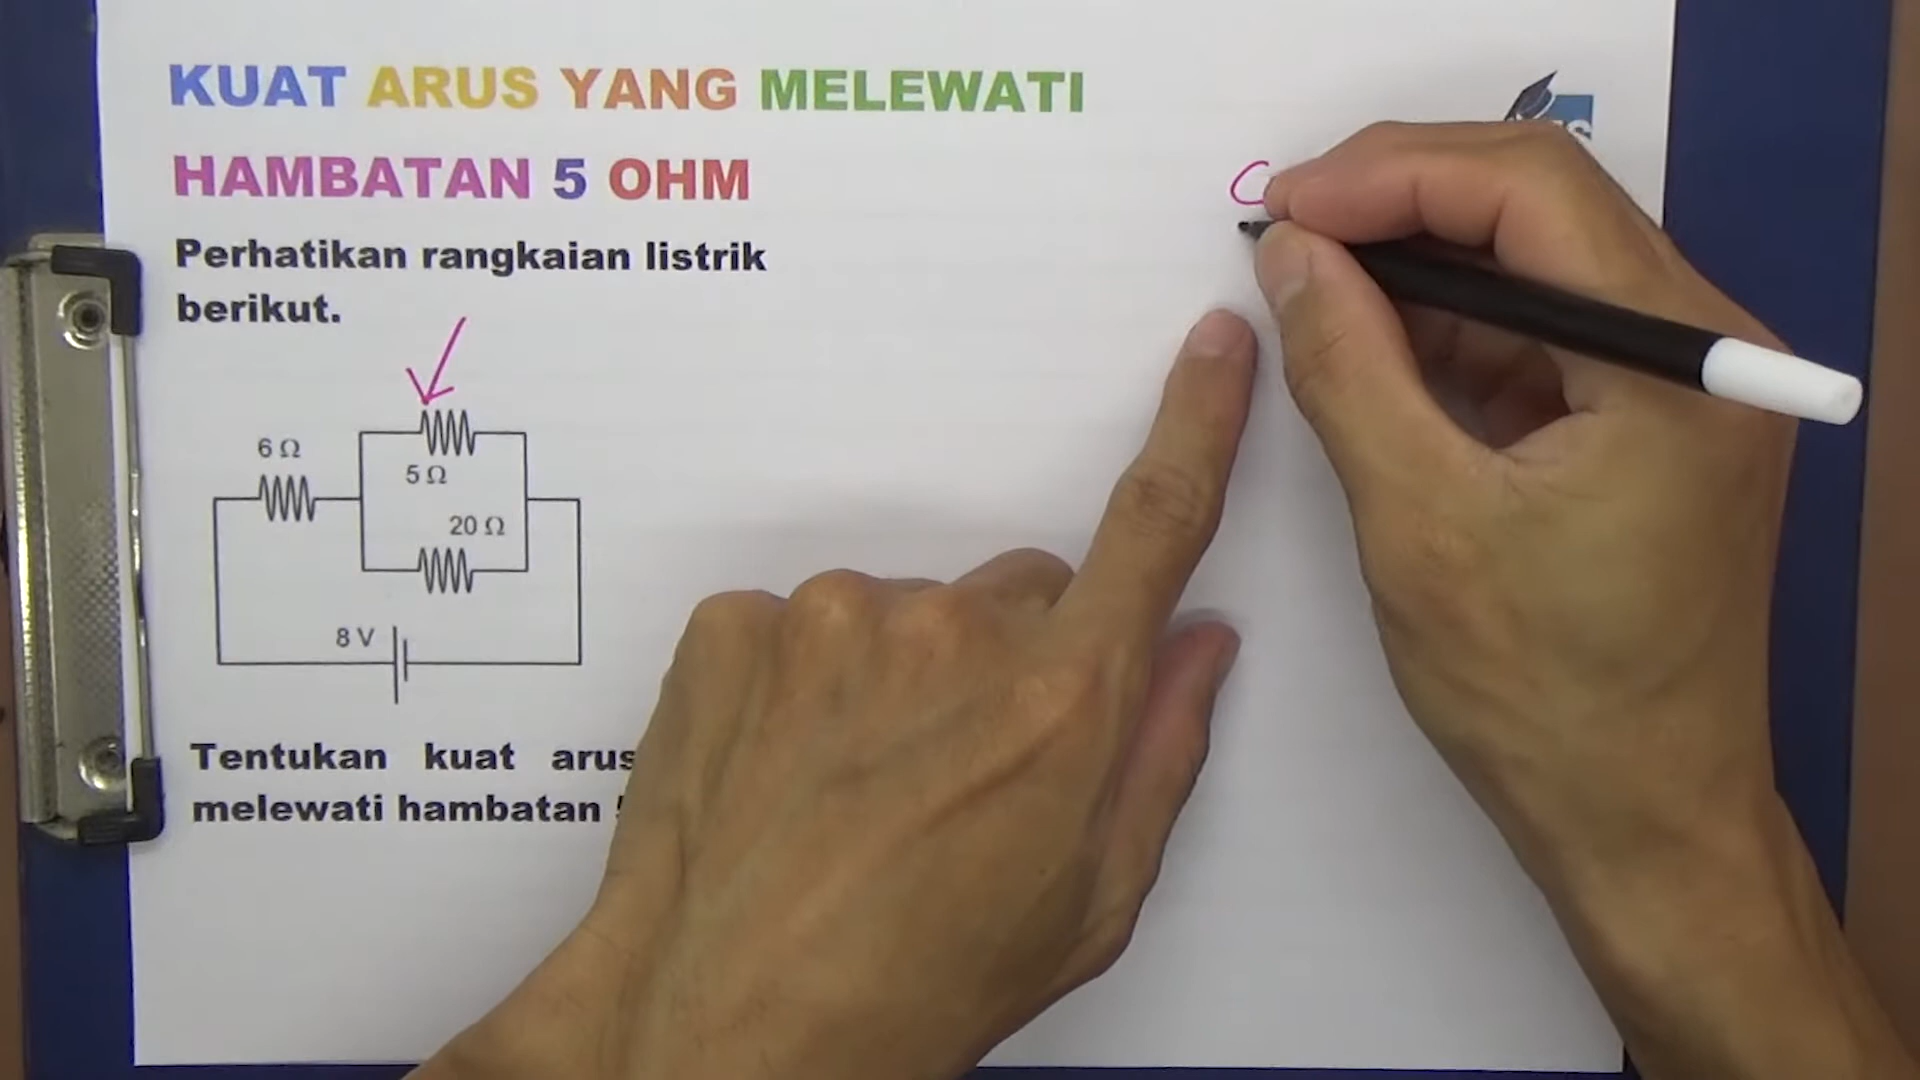 KUAT ARUS YANG MELEWATI
HAMBATAN 5 OHM
Perhatikan rangkaian listrik
berikut.
6 Ω
5 Ω
20 Ω
8 V
Tentukan kuat arus
melewati hambatan